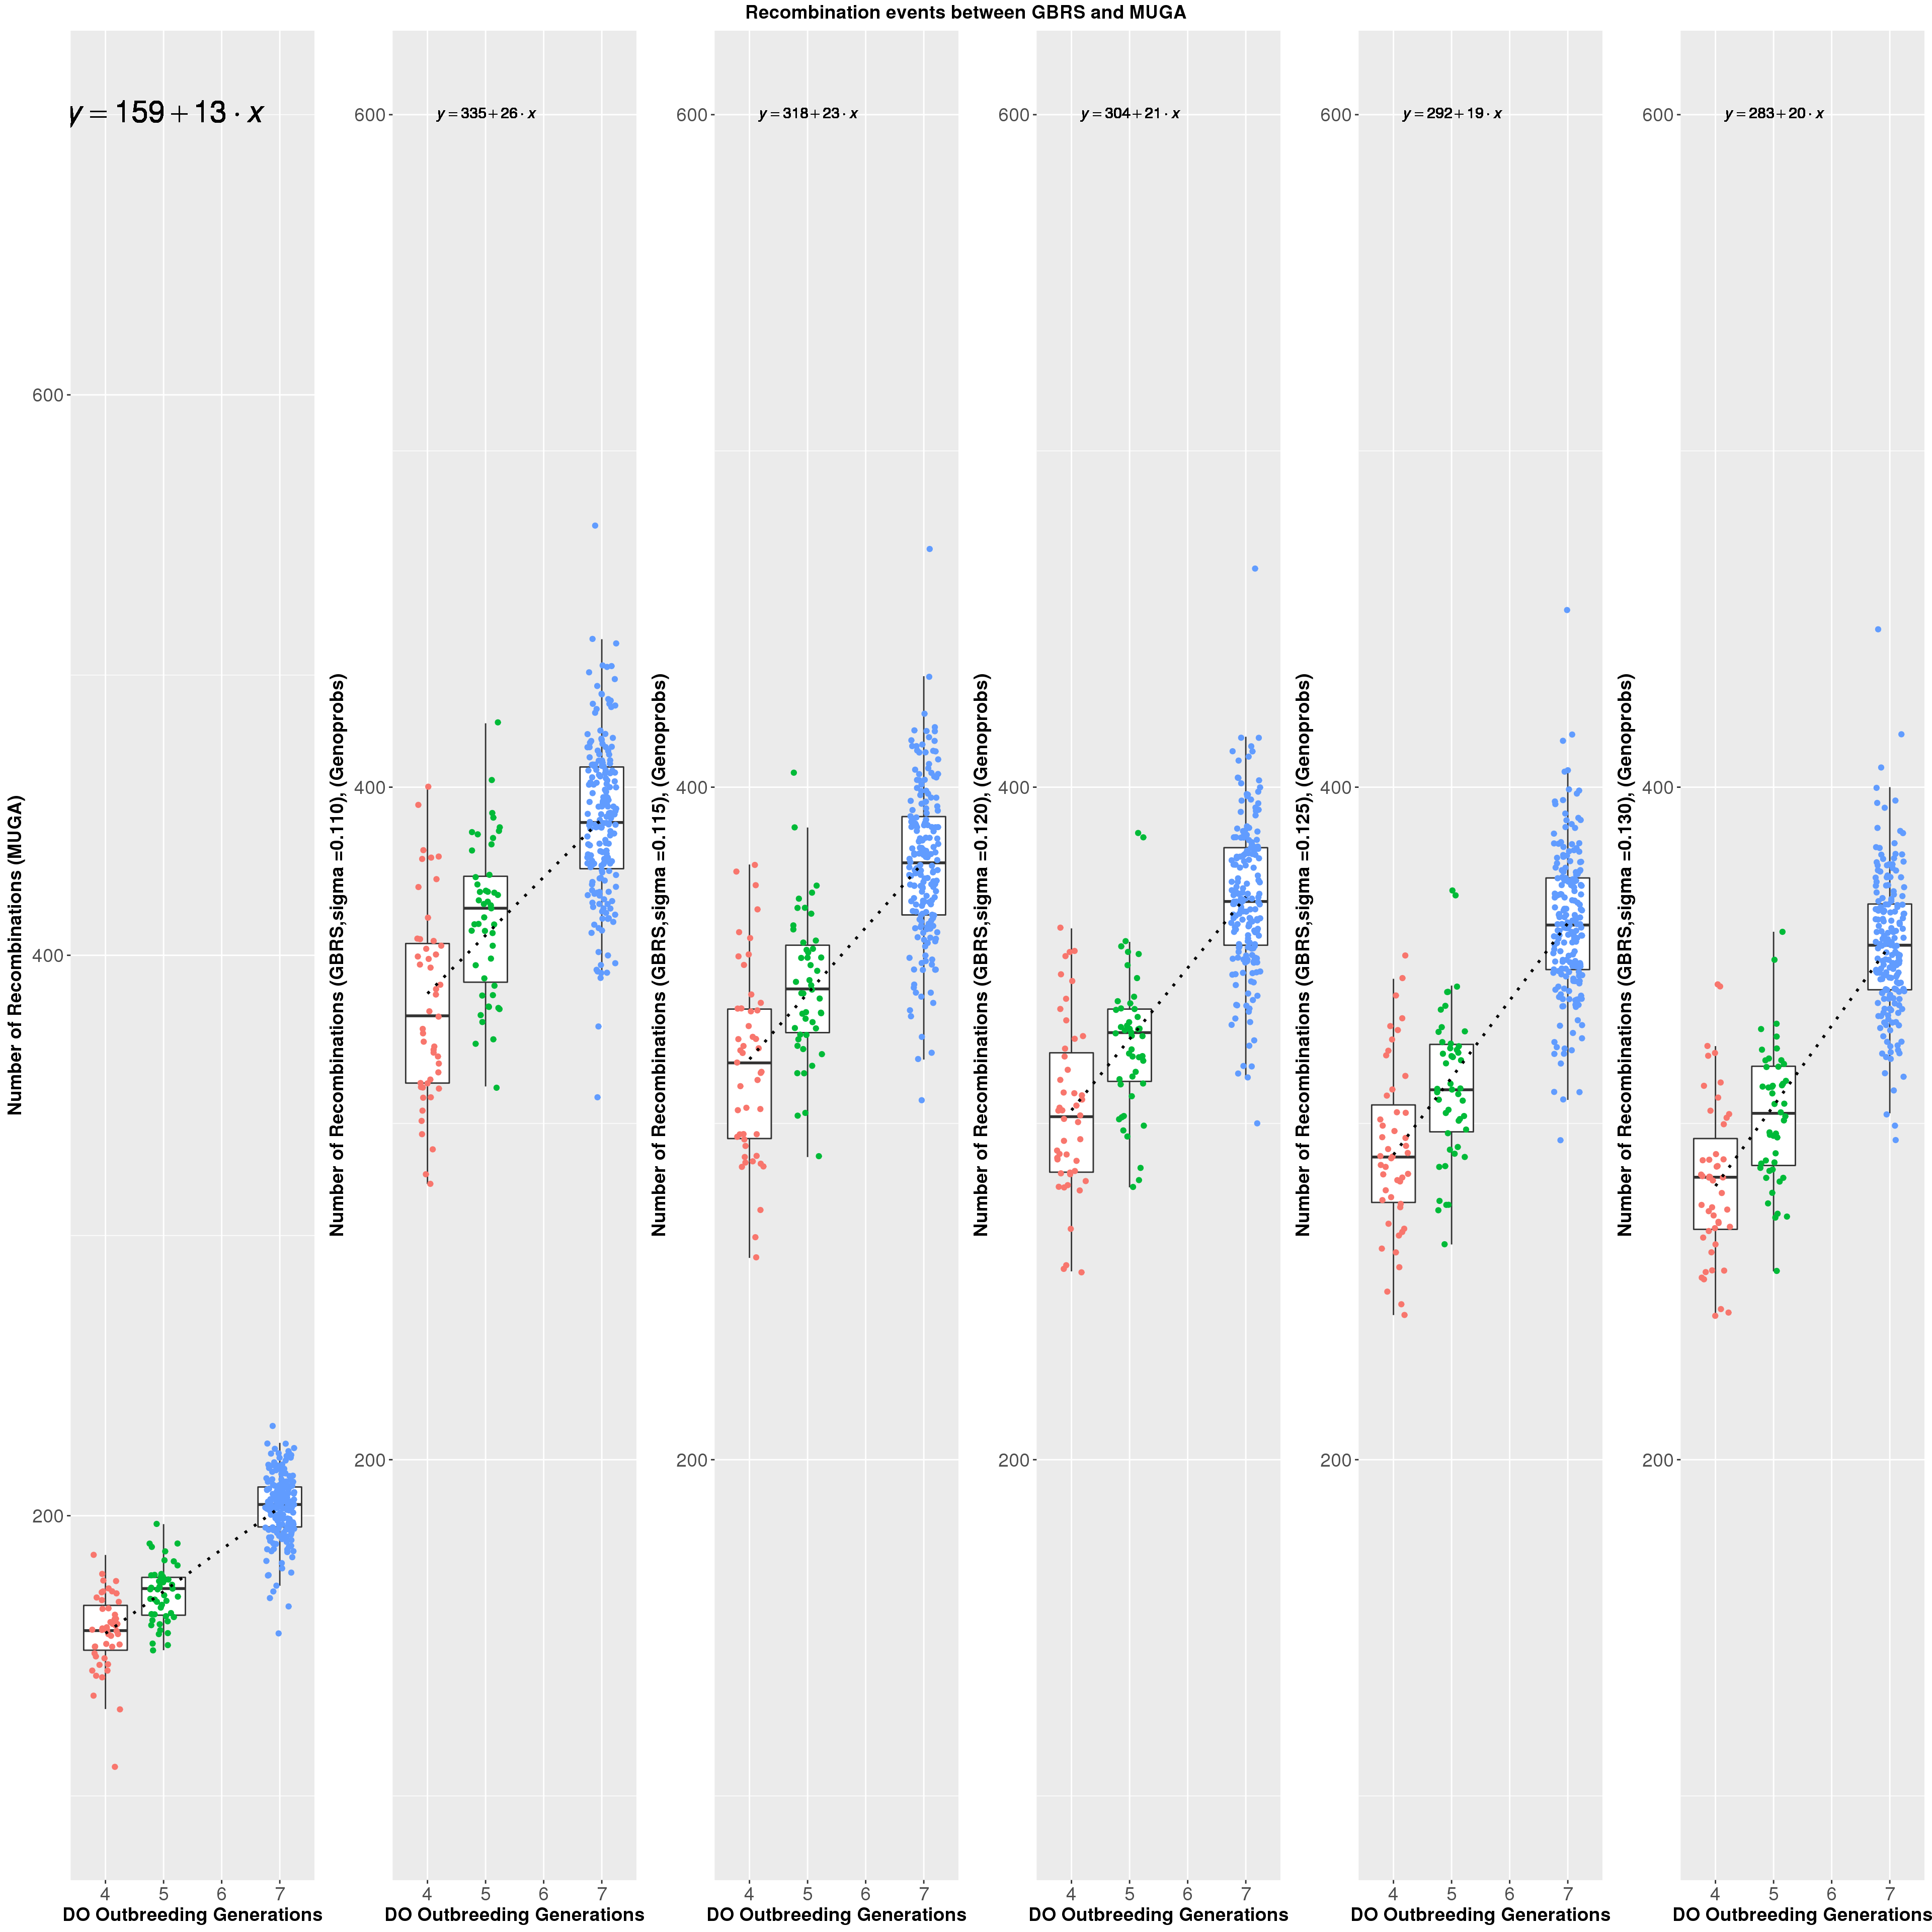 Recombination events between GBRS and MUGA
y = 159 + 13 · x
y = 335 + 26 · x
y = 318 + 23 · x
y = 304 + 21 · x
y = 292 + 19 · x
y = 283 + 20 · x
Number of Recombinations (MUGA)
600
400
200
4 5 6 7
DO Outbreeding Generations
Number of Recombinations (GBRS,sigma =0.110), (Genoprobs)
600
400
200
4 5 6 7
DO Outbreeding Generations
Number of Recombinations (GBRS,sigma =0.115), (Genoprobs)
600
400
200
4 5 6 7
DO Outbreeding Generations
Number of Recombinations (GBRS,sigma =0.120), (Genoprobs)
600
400
200
4 5 6 7
DO Outbreeding Generations
Number of Recombinations (GBRS,sigma =0.125), (Genoprobs)
600
400
200
4 5 6 7
DO Outbreeding Generations
Number of Recombinations (GBRS,sigma =0.130), (Genoprobs)
600
400
200
4 5 6 7
DO Outbreeding Generations